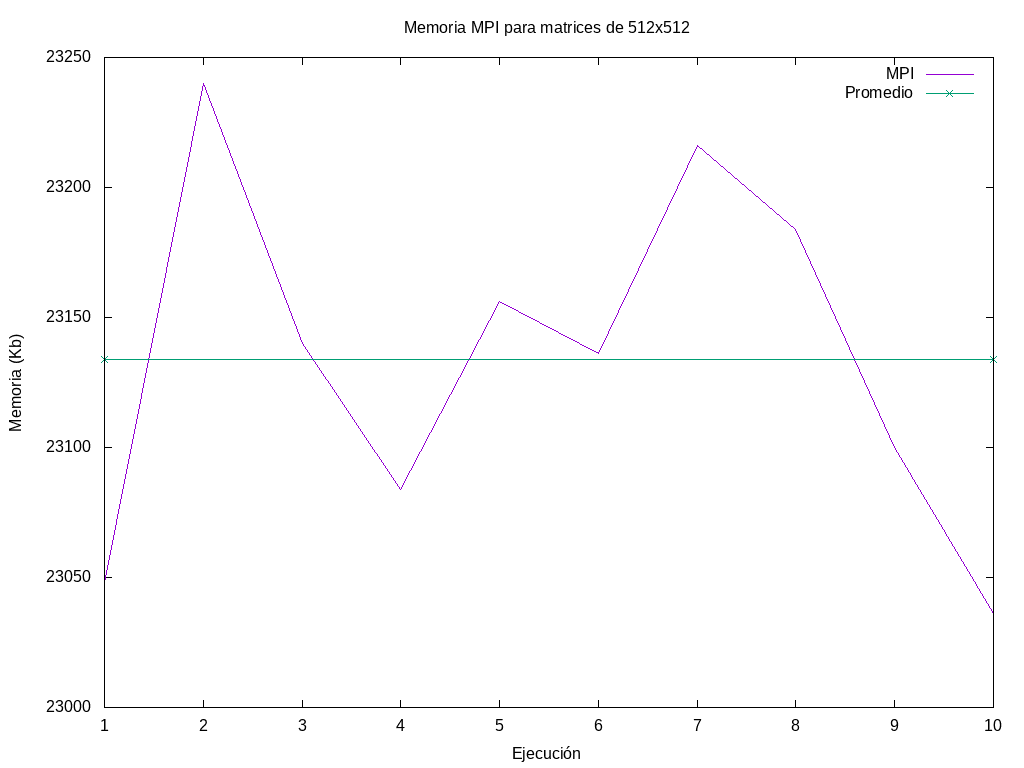 Memoria MPI para matrices de 512x512
MPI
Promedio
23250
23200
23150
23100
23050
23000
Memoria (Kb)
1 2 3 4 5 6 7 8 9 10
Ejecución